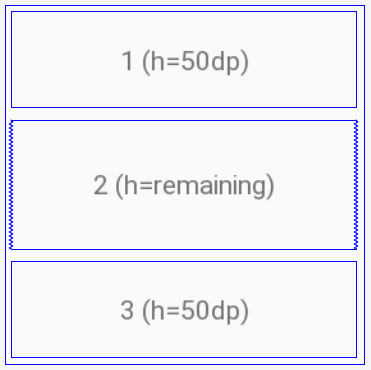 1 (h=50dp)
2 (h=remaining)
3 (h=50dp)